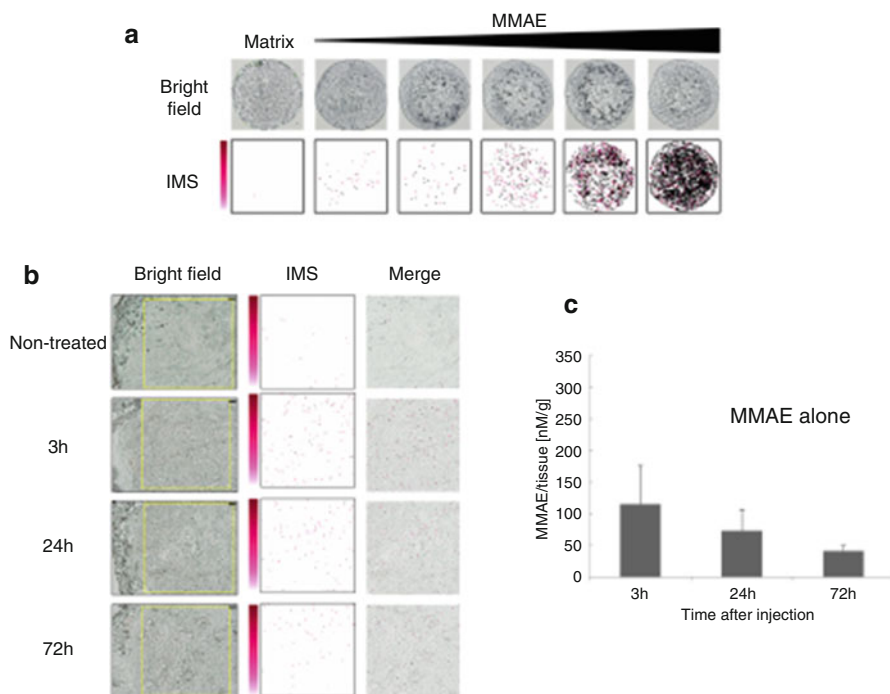 a
MMAE
Matrix
Bright
field
IMS
b
Bright field
IMS
Merge
Non-treated
3h
24h
72h
c
MMAE/tissue [nM/g]
350
300
250
200
150
100
50
0
MMAE alone
3h
24h
72h
Time after injection